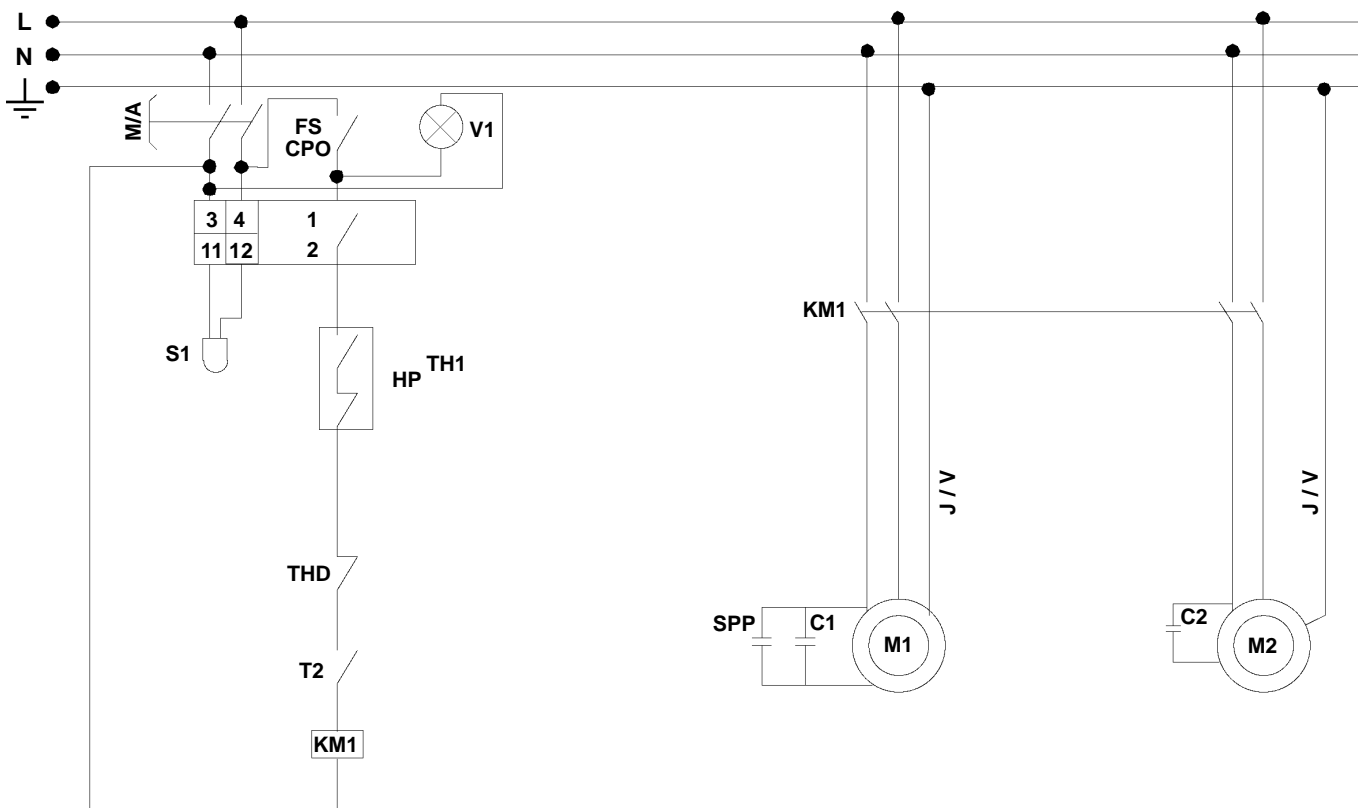 L
N
M/A
FS
CPO
V1
3 4 1
11 12 2
S1
HP TH1
THD
T2
KM1
KM1
J / V
J / V
SPP C1
M1
C2
M2